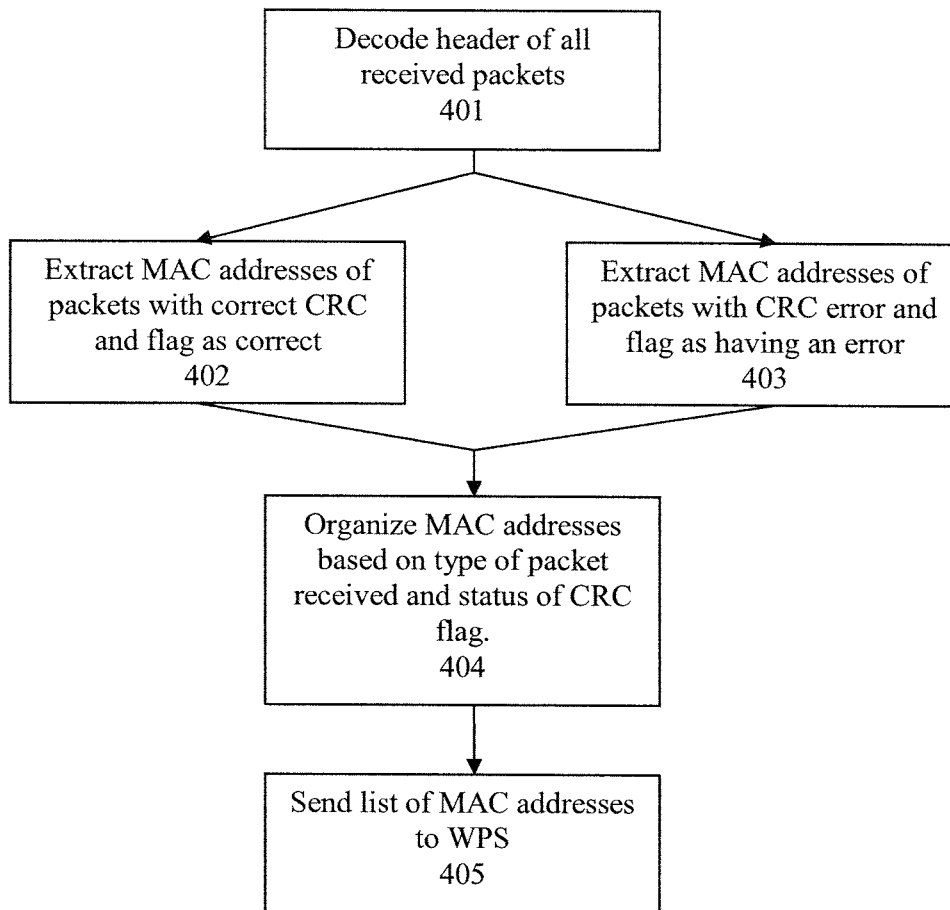 Decode header of all
received packets
401
Extract MAC addresses of
packets with correct CRC
and flag as correct
402
Extract MAC addresses of
packets with CRC error and
flag as having an error
403
Organize MAC addresses
based on type of packet
received and status of CRC
flag.
404
Send list of MAC addresses
to WPS
405